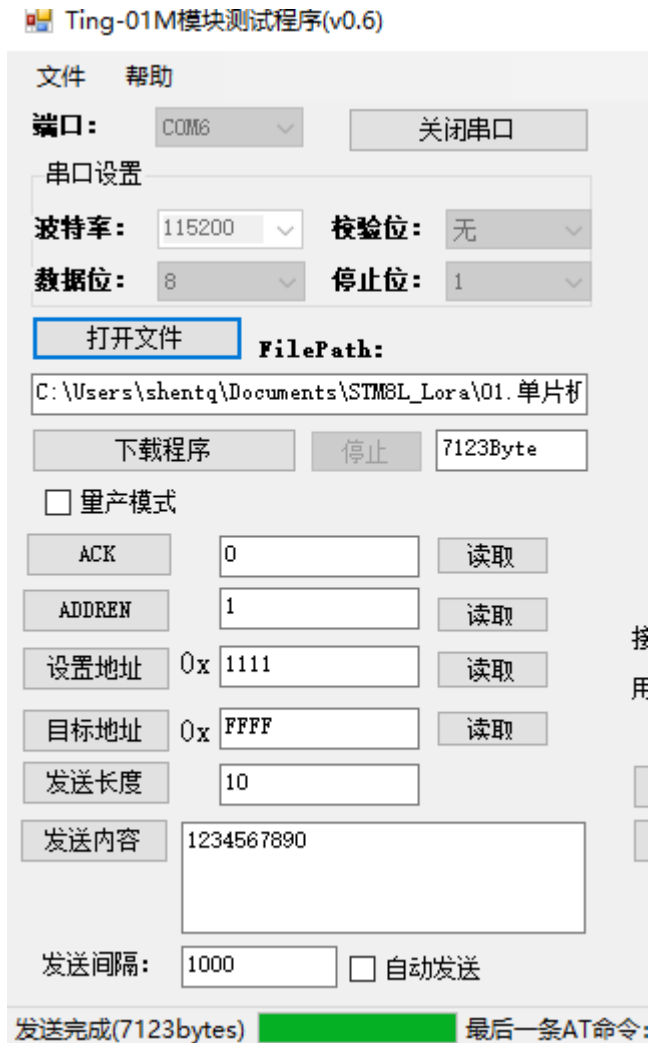 Ting-01M模块测试程序(v0.6)
文件 帮助
端口： COM6 关闭串口
串口设置
波特率： 115200 校验位： 无
数据位： 8 停止位： 1
打开文件 FilePath:
C:\Users\shentq\Documents\STM8L_Lora\01.单片机
下载程序 停止 7123Byte
量产模式
ACK 0 读取
ADDREN 1 读取
设置地址 0x 1111 读取
目标地址 0x FFFF 读取
发送长度 10
发送内容 1234567890
发送间隔： 1000 自动发送
发送完成(7123bytes) 最后一条AT命令：